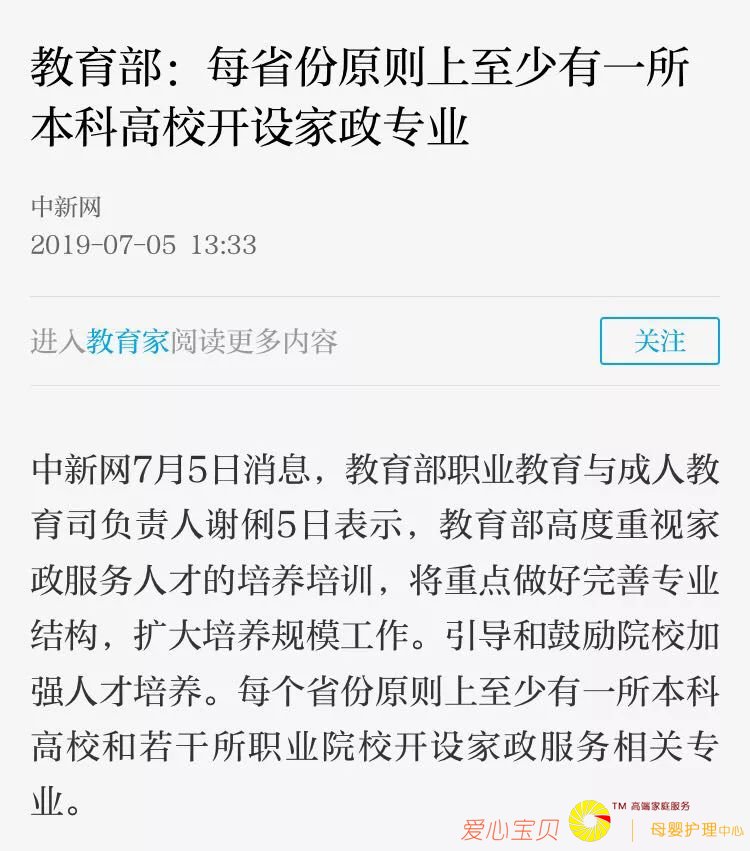 教育部：每省份原则上至少有一所
本科高校开设家政专业
中新网
2019-07-05 13:33
进入教育家阅读更多内容
关注
中新网7月5日消息，教育部职业教育与成人教
育司负责人谢俐5日表示，教育部高度重视家
政服务人才的培养培训，将重点做好完善专业
结构，扩大培养规模工作。引导和鼓励院校加
强人才培养。每个省份原则上至少有一所本科
高校和若干所职业院校开设家政服务相关专
业。
爱心宝贝 TM 高端家庭服务 | 母婴护理中心